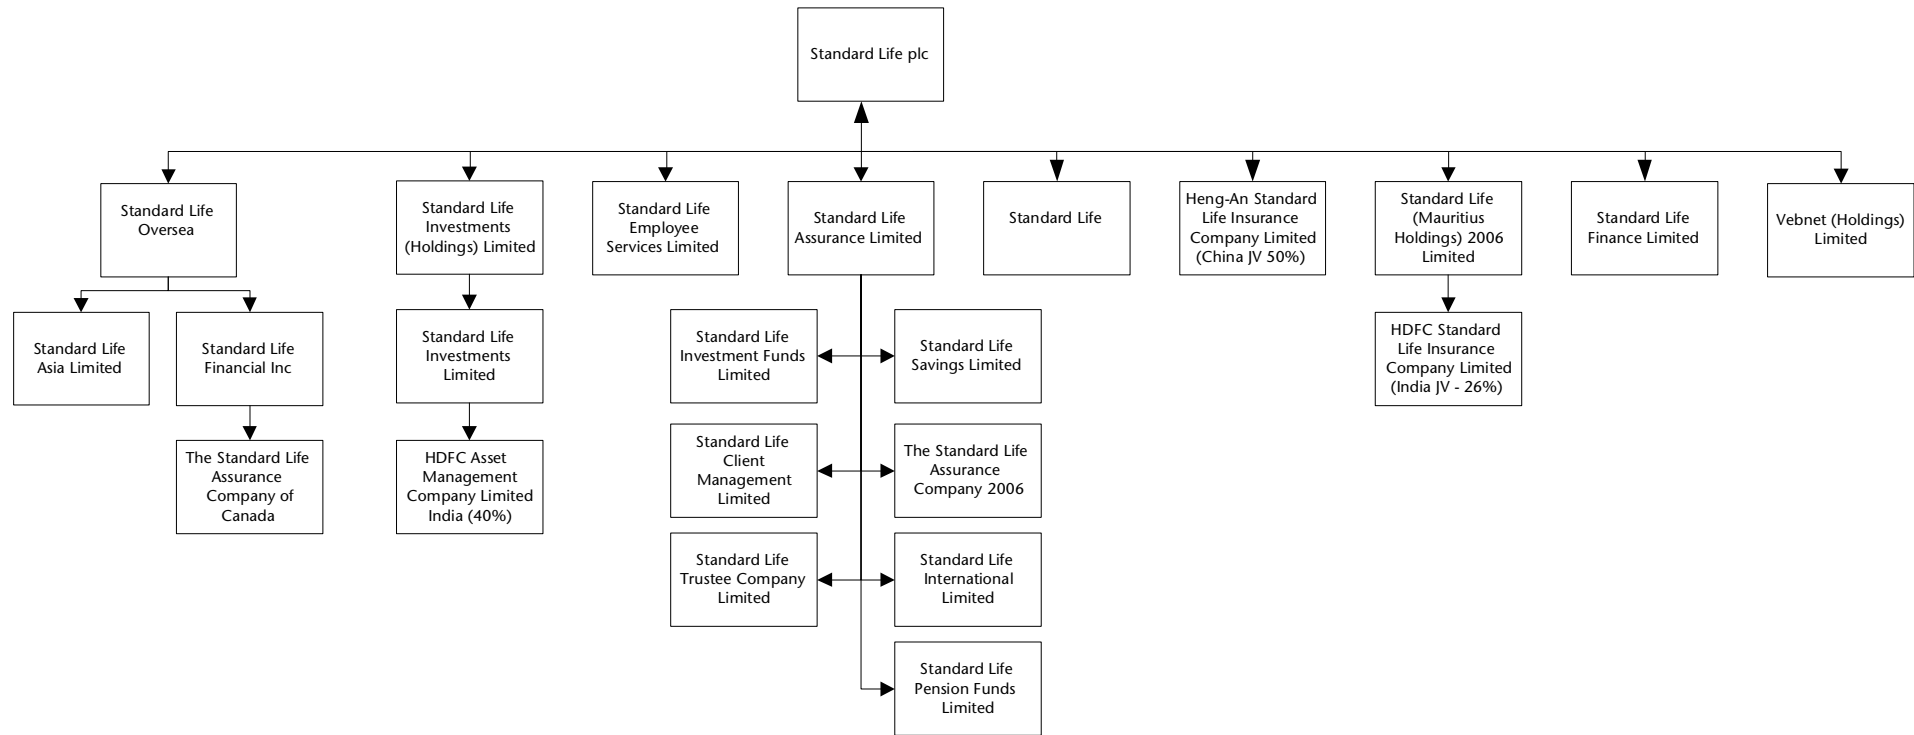 Standard Life plc
Standard Life
Oversea
Standard Life
Investments
(Holdings) Limited
Standard Life
Employee
Services Limited
Standard Life
Assurance Limited
Standard Life
Heng-An Standard
Life Insurance
Company Limited
(China JV 50%)
Standard Life
(Mauritius
Holdings) 2006
Limited
Standard Life
Finance Limited
Vebnet (Holdings)
Limited
Standard Life
Asia Limited
Standard Life
Financial Inc
Standard Life
Investments
Limited
Standard Life
Investment Funds
Limited
Standard Life
Savings Limited
HDFC Standard
Life Insurance
Company Limited
(India JV - 26%)
The Standard Life
Assurance
Company of
Canada
HDFC Asset
Management
Company Limited
India (40%)
Standard Life
Client
Management
Limited
The Standard Life
Assurance
Company 2006
Standard Life
Trustee Company
Limited
Standard Life
International
Limited
Standard Life
Pension Funds
Limited